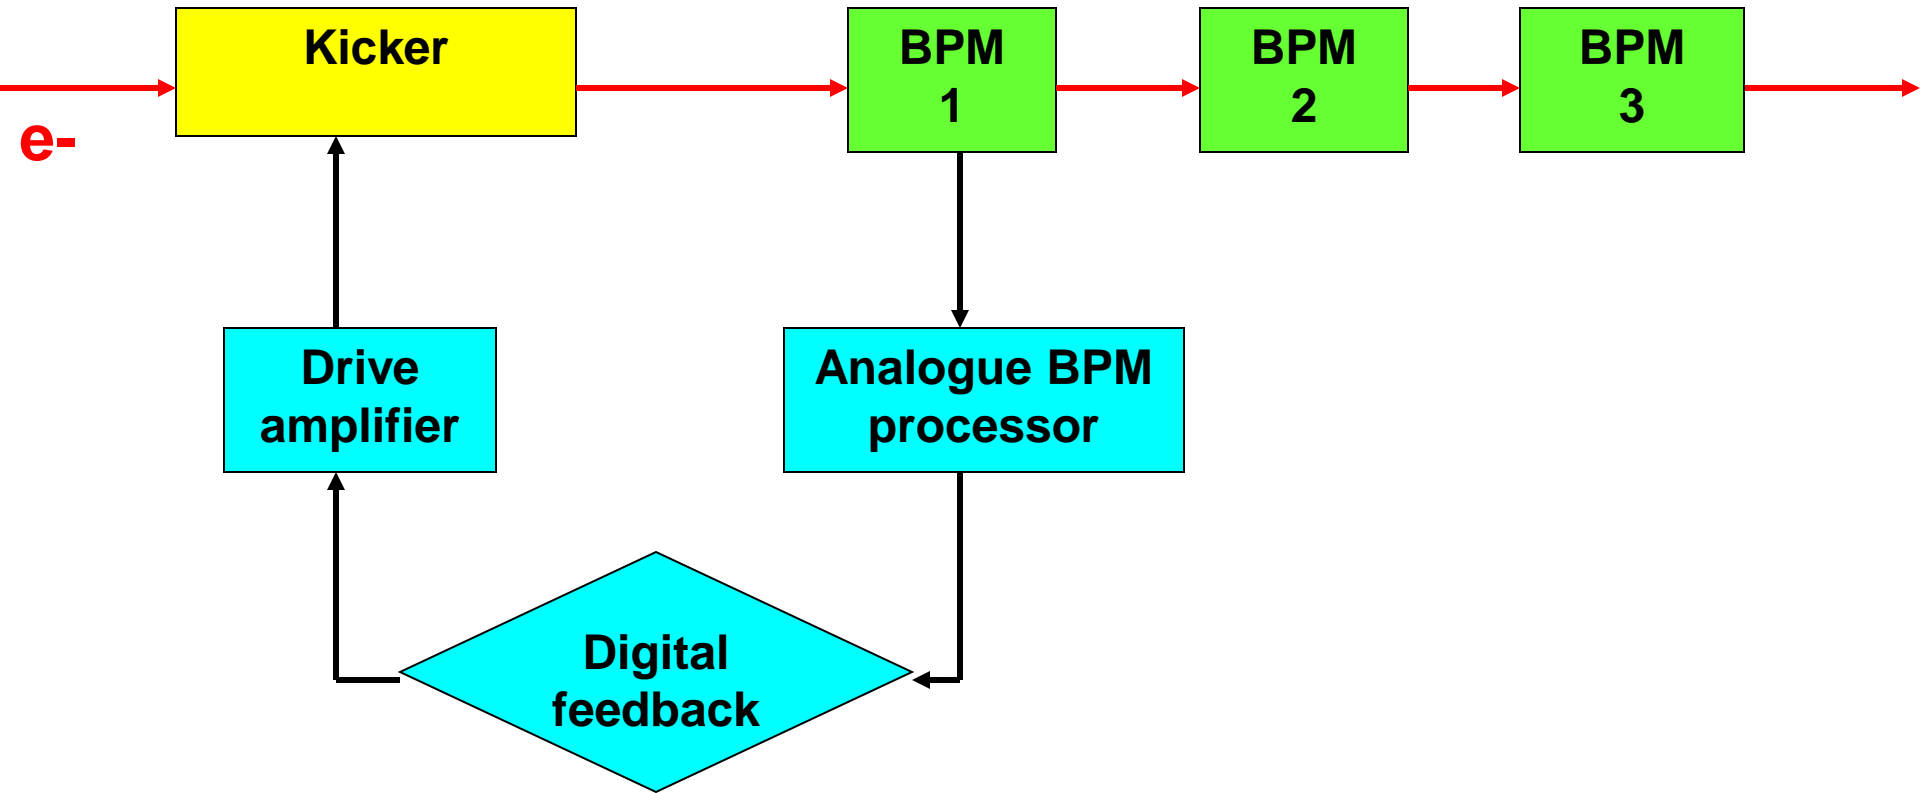 Kicker
BPM
1
BPM
2
BPM
3
e-
Drive
amplifier
Analogue BPM
processor
Digital
feedback